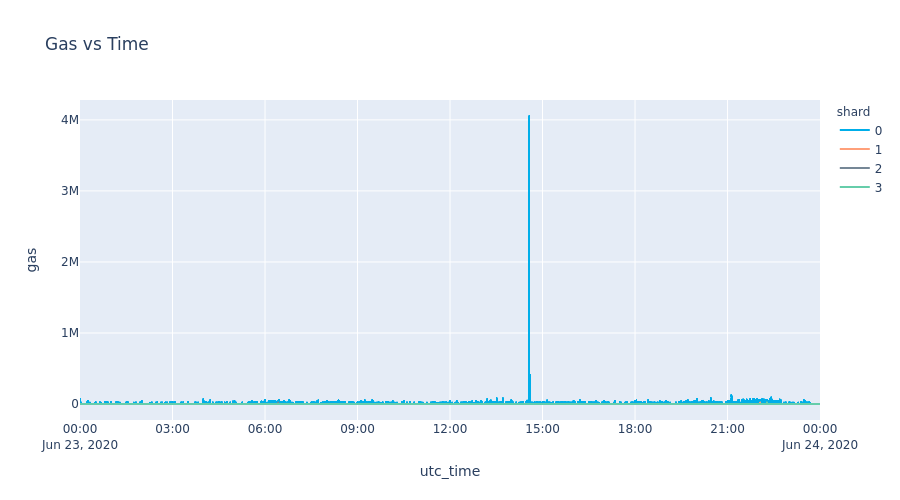 Gas vs Time
shard
0
1
2
3
4M
3M
2M
1M
0
gas
00:00
Jun 23, 2020
03:00
06:00
09:00
12:00
15:00
18:00
21:00
00:00
Jun 24, 2020
utc_time